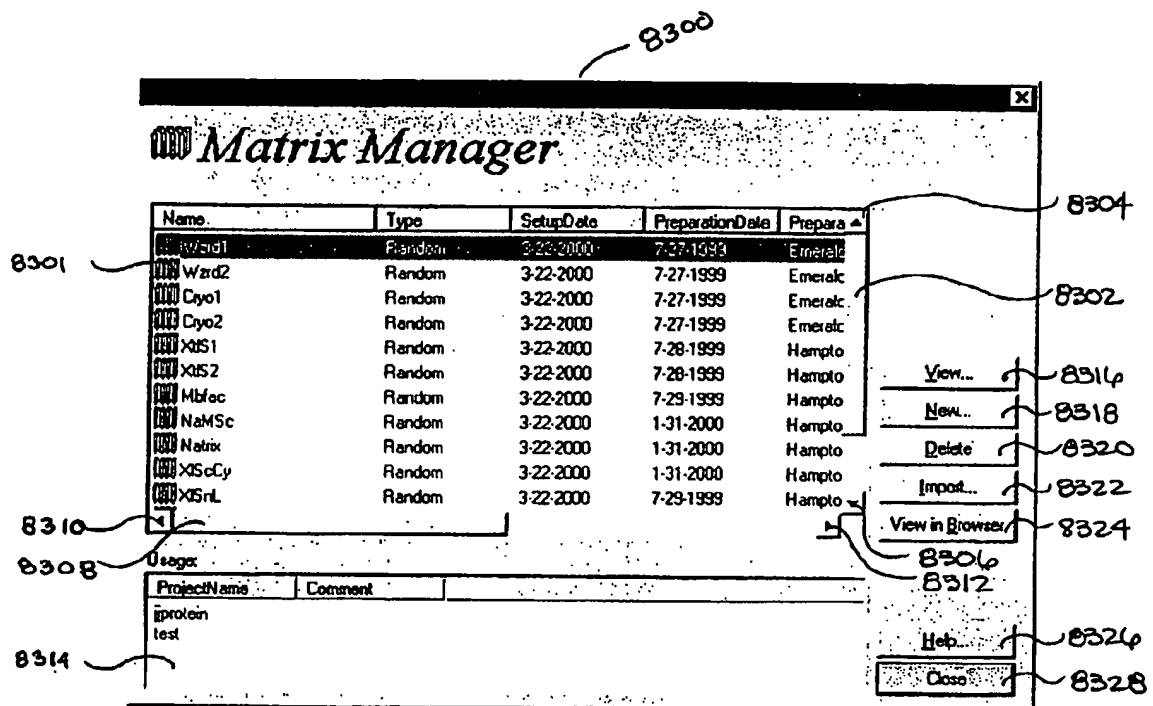 8300
Matrix Manager
Name Type SetupDate PreparationDate Prepara
8304
Wzrd1 Random 3-22-2000 7-27-1999 Emeralc
8301
Wzrd2 Random 3-22-2000 7-27-1999 Emeralc
8302
Cryo1 Random 3-22-2000 7-27-1999 Emeralc
Cryo2 Random 3-22-2000 7-27-1999 Emeralc
XtlS1 Random 3-22-2000 7-28-1999 Hampto
XtlS2 Random 3-22-2000 7-28-1999 Hampto
View... 8316
Mbfac Random 3-22-2000 7-29-1999 Hampto
New... 8318
NaMSc Random 3-22-2000 1-31-2000 Hampto
Natrix Random 3-22-2000 1-31-2000 Hampto
Delete 8320
XlScCy Random 3-22-2000 1-31-2000 Hampto
Import... 8322
XlSnL Random 3-22-2000 7-29-1999 Hampto
8310
View in Browser 8324
8308
8306
8312
Usage:
ProjectName Comment
jjprotein
test
Help... 8326
8314
Close 8328